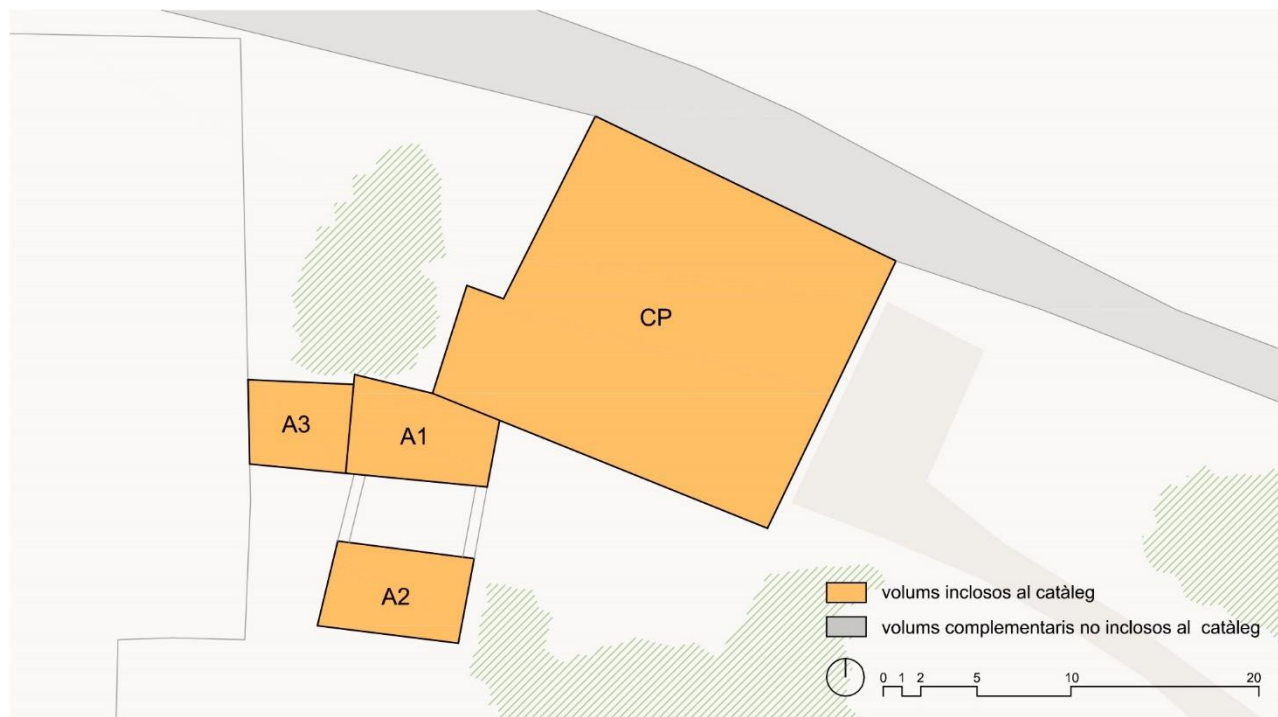 CP
A3
A1
A2
volums inclosos al catàleg
volums complementaris no inclosos al catàleg
0 1 2 5 10 20